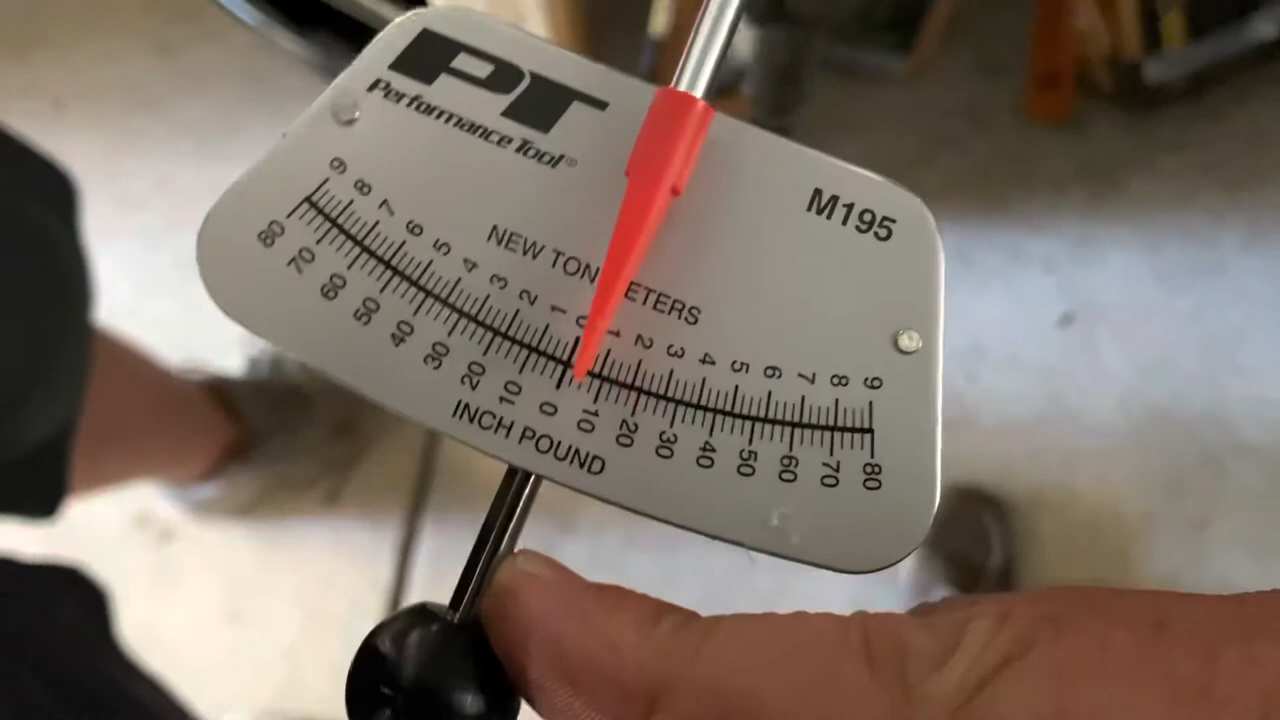 PT
Performance Tool®
M195
NEW TON ETERS
9 8 7 6 5 4 3 2 1 0 1 2 3 4 5 6 7 8 9
80 70 60 50 40 30 20 10 0 10 20 30 40 50 60 70 80
INCH POUND